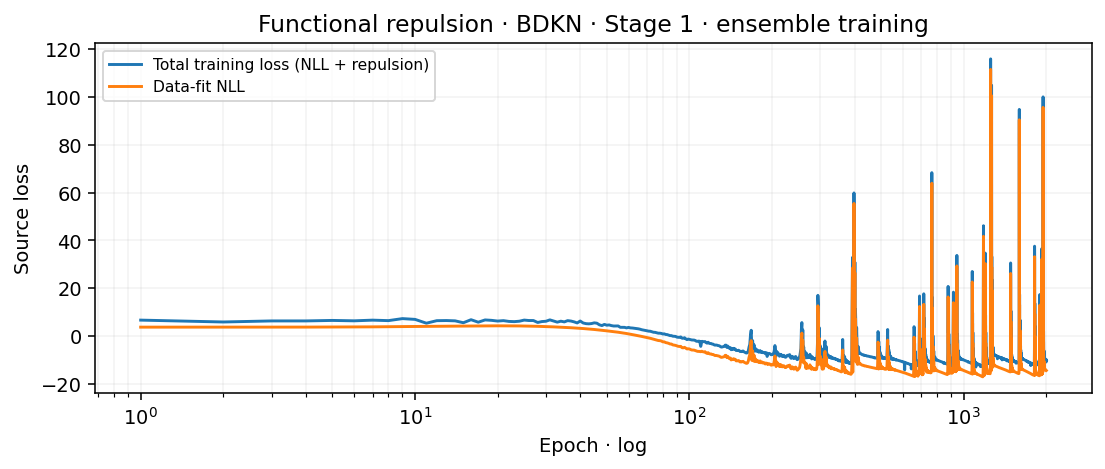 Functional repulsion · BDKN · Stage 1 · ensemble training
Total training loss (NLL + repulsion)
Data-fit NLL
Source loss
120
100
80
60
40
20
0
−20
10⁰
10¹
10²
10³
Epoch · log